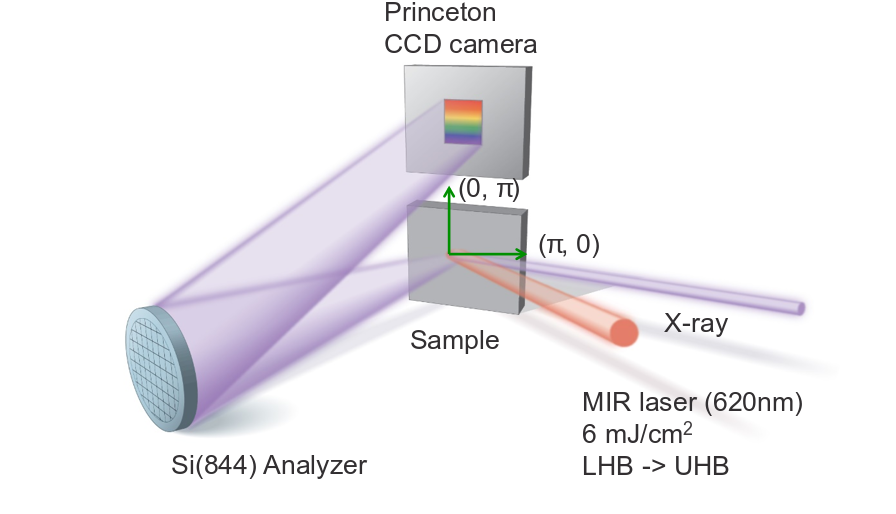 Princeton
CCD camera
(0, π)
(π, 0)
Sample
X-ray
MIR laser (620nm)
6 mJ/cm²
LHB -> UHB
Si(844) Analyzer